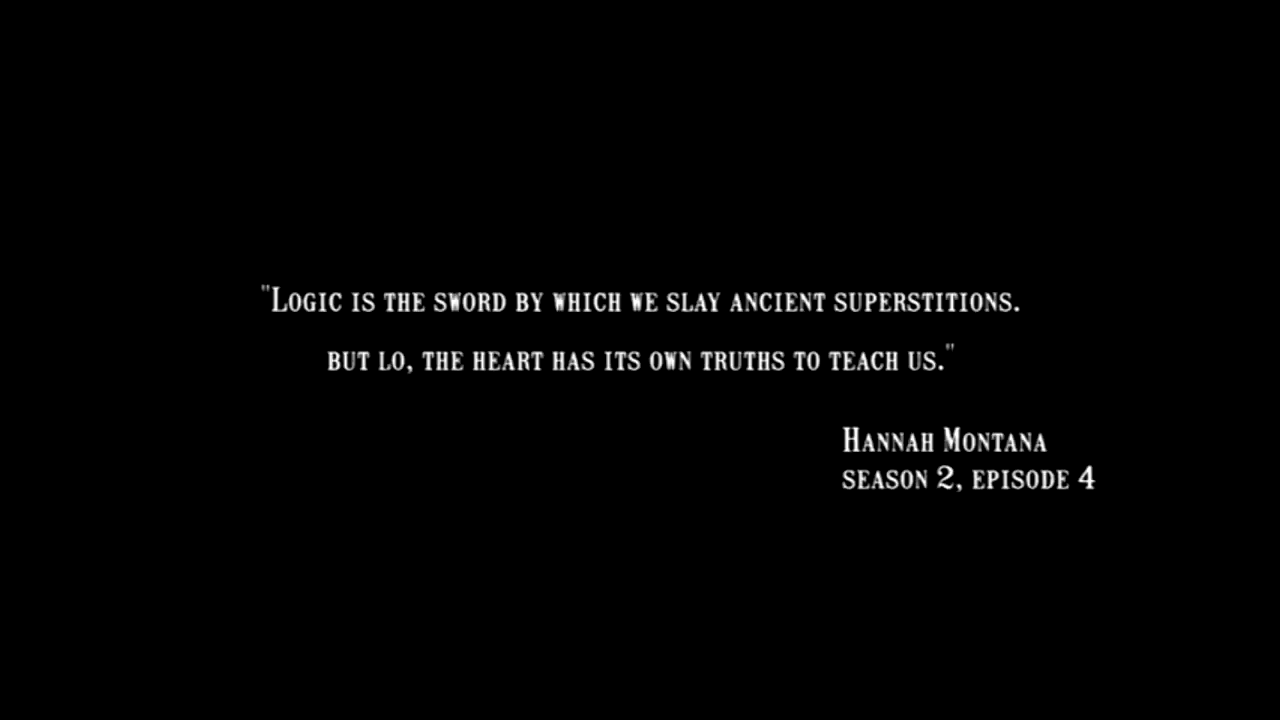 "Logic is the sword by which we slay ancient superstitions.
but lo, the heart has its own truths to teach us."
Hannah Montana
season 2, episode 4